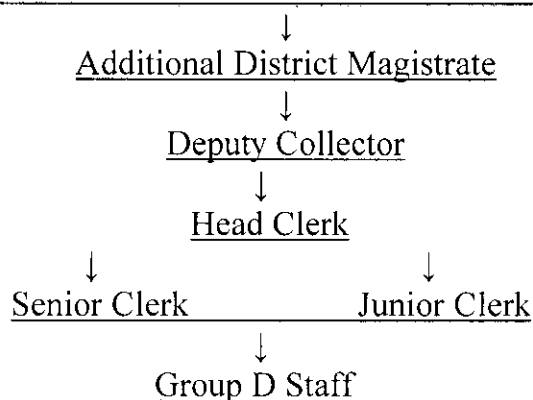 ↓
Additional District Magistrate
↓
Deputy Collector
↓
Head Clerk
↓ ↓
Senior Clerk Junior Clerk
↓
Group D Staff